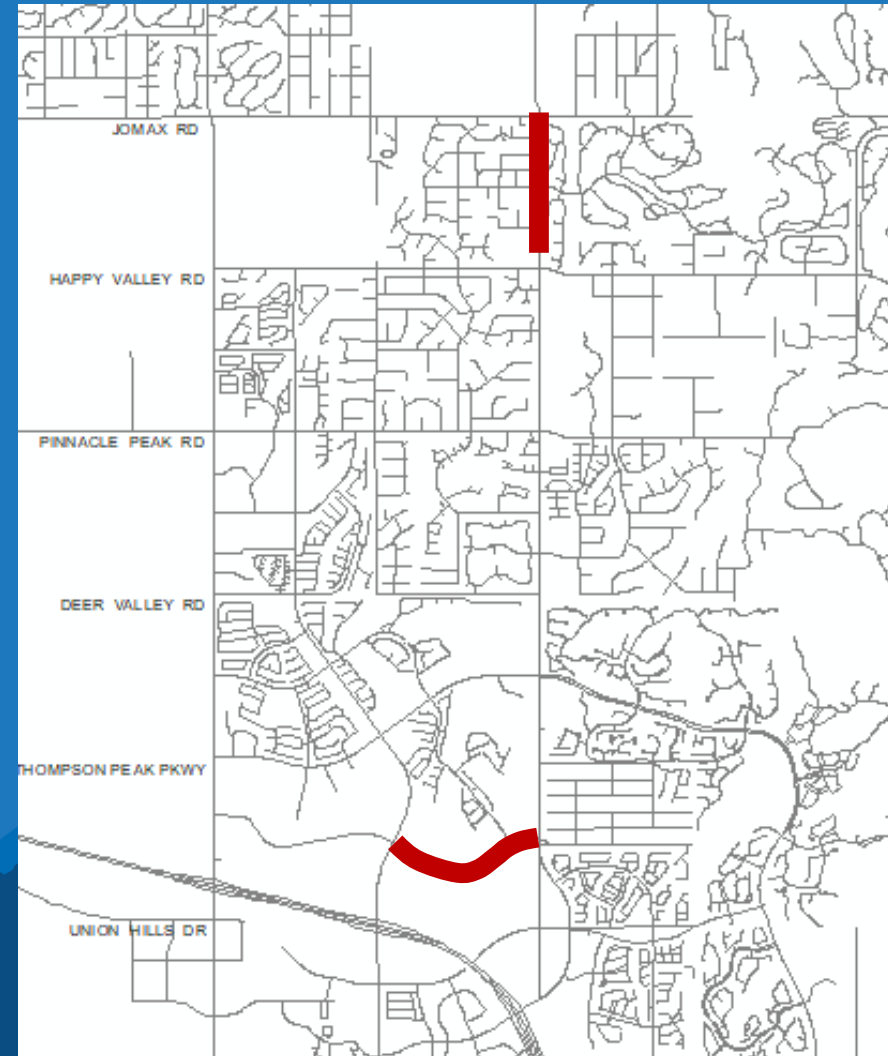 JOMAX RD
HAPPY VALLEY RD
PINNACLE PEAK RD
DEER VALLEY RD
THOMPSON PEAK PKWY
UNION HILLS DR